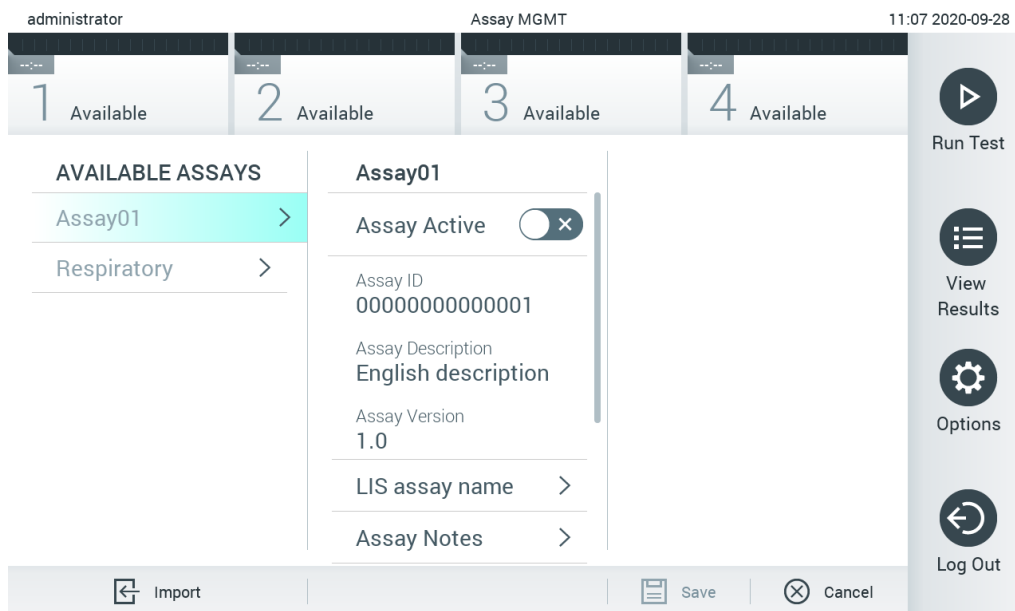 administrator Assay MGMT 11:07 2020-09-28
--:-- --:-- --:-- --:--
1 Available 2 Available 3 Available 4 Available
Run Test
AVAILABLE ASSAYS
Assay01
Respiratory
Assay01
Assay Active
Assay ID
00000000000001
Assay Description
English description
Assay Version
1.0
LIS assay name
Assay Notes
View
Results
Options
Log Out
Import Save Cancel